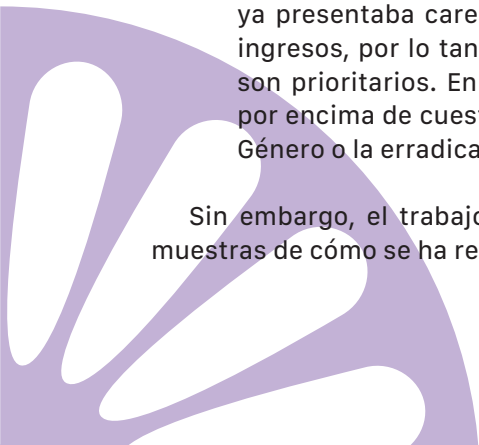 ya presentaba care
ingresos, por lo tan
son prioritarios. En
por encima de cuest
Género o la erradica
Sin embargo, el trabajo
muestras de cómo se ha re